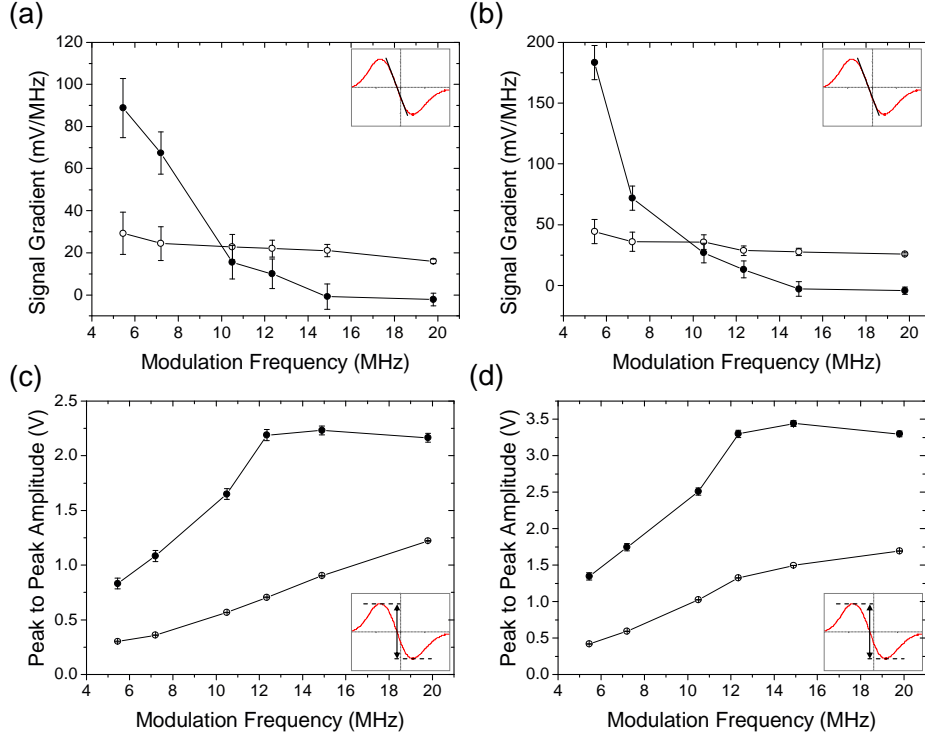 (a)
(b)
120
100
80
60
40
20
0
Signal Gradient (mV/MHz)
4 6 8 10 12 14 16 18 20
Modulation Frequency (MHz)
200
150
100
50
0
Signal Gradient (mV/MHz)
4 6 8 10 12 14 16 18 20
Modulation Frequency (MHz)
(c)
(d)
2.5
2.0
1.5
1.0
0.5
0.0
Peak to Peak Amplitude (V)
4 6 8 10 12 14 16 18 20
Modulation Frequency (MHz)
3.5
3.0
2.5
2.0
1.5
1.0
0.5
0.0
Peak to Peak Amplitude (V)
4 6 8 10 12 14 16 18 20
Modulation Frequency (MHz)